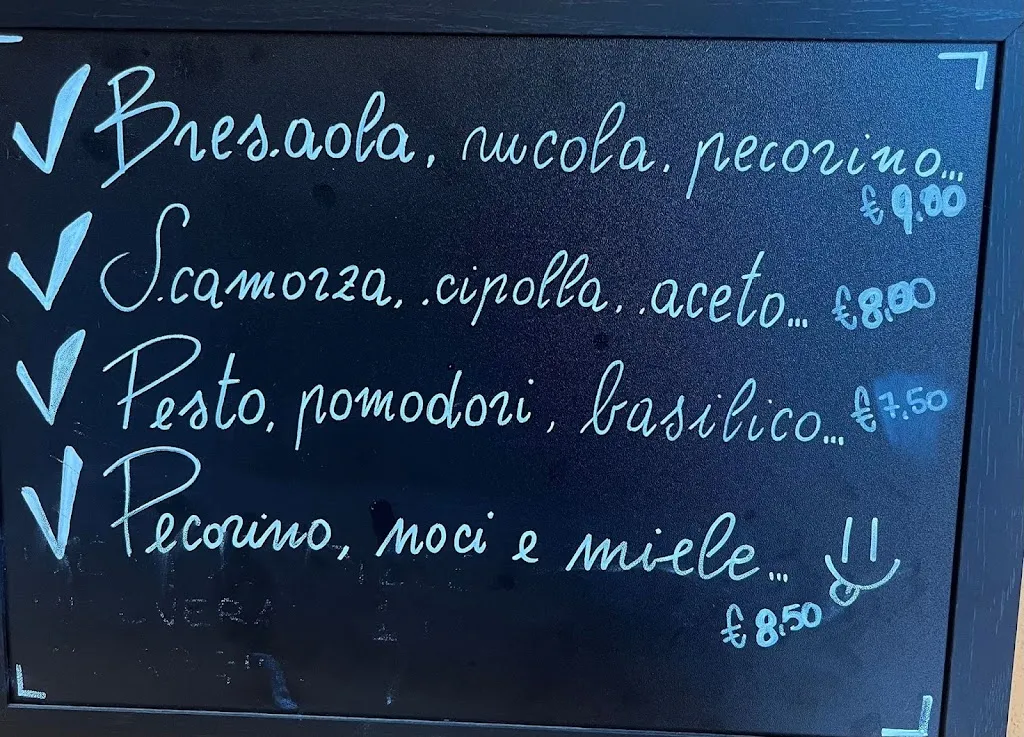 Bresaola, rucola, pecorino...
€ 9.00
Scamorza, cipolla, aceto... € 8,00
Pesto, pomodori, basilico... € 7,50
Pecorino, noci e miele...
€ 8,50
VERA